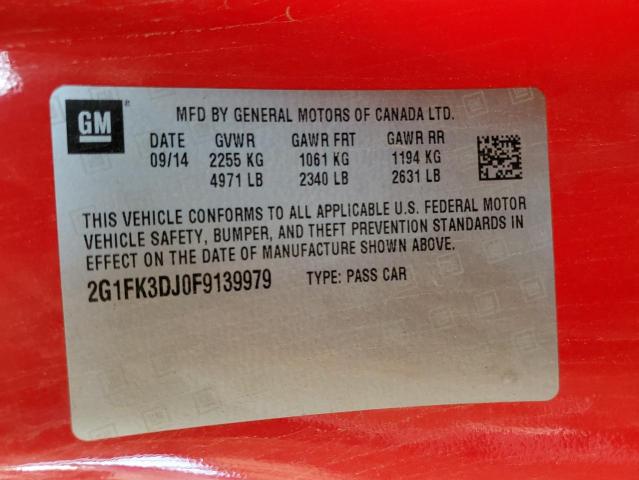 GM ®
MFD BY GENERAL MOTORS OF CANADA LTD.
DATE GVWR GAWR FRT GAWR RR
09/14 2255 KG 1061 KG 1194 KG
4971 LB 2340 LB 2631 LB
THIS VEHICLE CONFORMS TO ALL APPLICABLE U.S. FEDERAL MOTOR
VEHICLE SAFETY, BUMPER, AND THEFT PREVENTION STANDARDS IN
EFFECT ON THE DATE OF MANUFACTURE SHOWN ABOVE.
2G1FK3DJ0F9139979 TYPE: PASS CAR